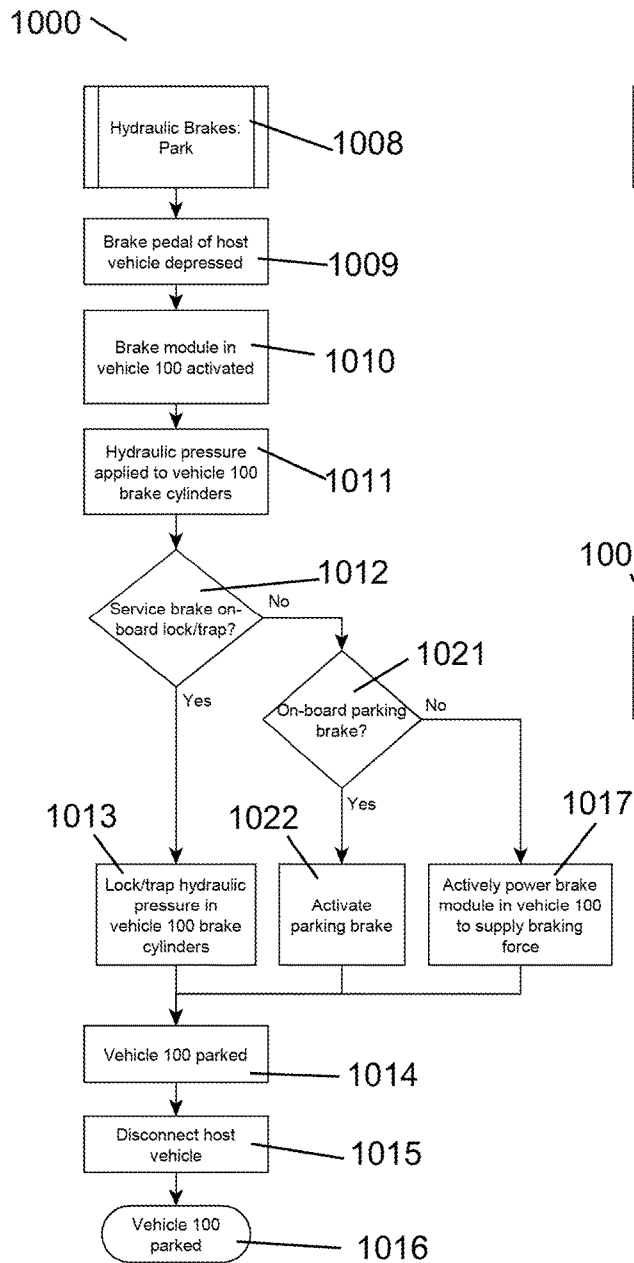 1000
Hydraulic Brakes:
Park
1008
Brake pedal of host
vehicle depressed
1009
Brake module in
vehicle 100 activated
1010
Hydraulic pressure
applied to vehicle 100
brake cylinders
1011
100
1012
Service brake on-
board lock/trap?
No
Yes
1021
On-board parking
brake?
No
Yes
1013
1022
1017
Lock/trap hydraulic
pressure in
vehicle 100 brake
cylinders
Activate
parking brake
Actively power brake
module in vehicle 100
to supply braking
force
Vehicle 100 parked
1014
Disconnect host
vehicle
1015
Vehicle 100
parked
1016